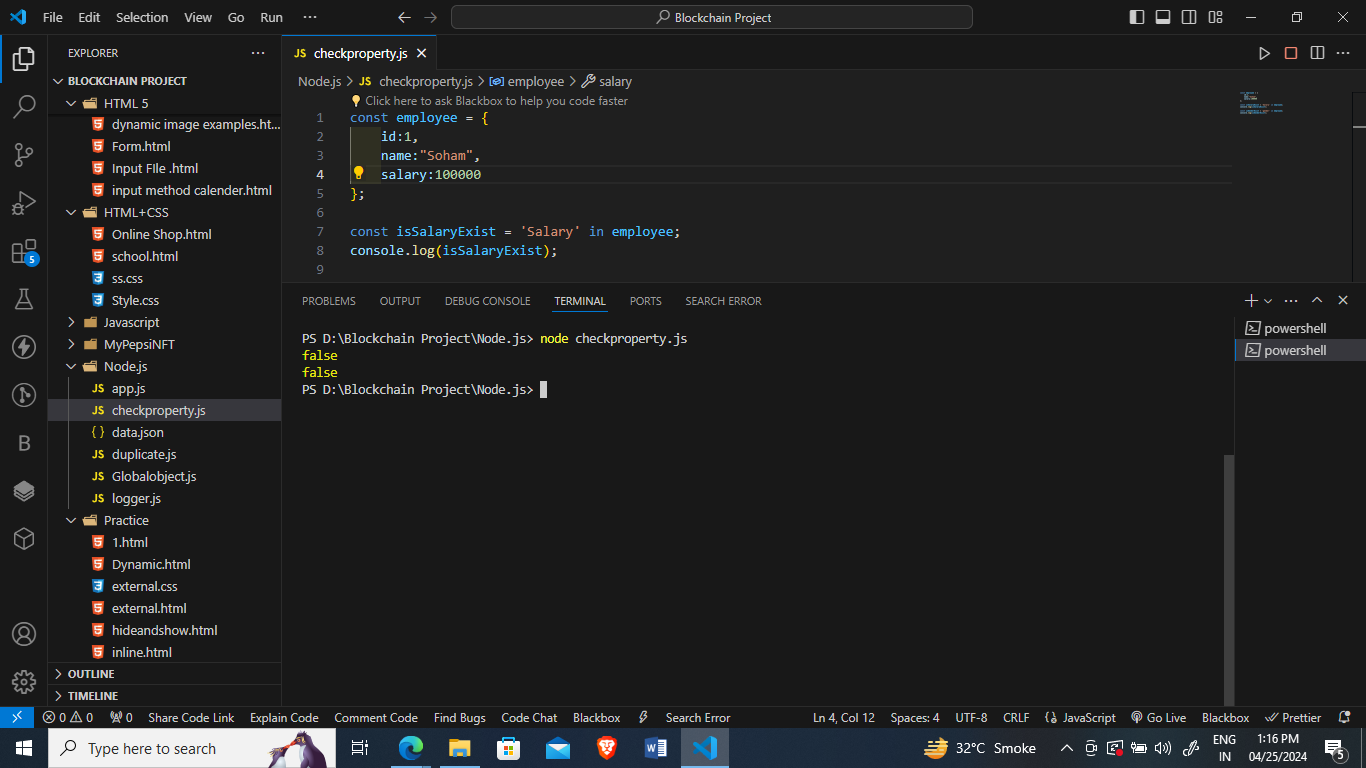 File Edit Selection View Go Run ···
Blockchain Project
EXPLORER
BLOCKCHAIN PROJECT
HTML 5
dynamic image examples.ht...
Form.html
Input FIle .html
input method calender.html
HTML+CSS
Online Shop.html
school.html
ss.css
Style.css
Javascript
MyPepsiNFT
Node.js
app.js
checkproperty.js
data.json
duplicate.js
Globalobject.js
logger.js
Practice
1.html
Dynamic.html
external.css
external.html
hideandshow.html
inline.html
OUTLINE
TIMELINE
5
B
JS checkproperty.js
Node.js > JS checkproperty.js > employee > salary
Click here to ask Blackbox to help you code faster
1 const employee = {
2 id:1,
3 name:"Soham",
4 salary:100000
5 };
6
7 const isSalaryExist = 'Salary' in employee;
8 console.log(isSalaryExist);
9
PROBLEMS OUTPUT DEBUG CONSOLE TERMINAL PORTS SEARCH ERROR
PS D:\Blockchain Project\Node.js> node checkproperty.js
false
false
PS D:\Blockchain Project\Node.js>
powershell
powershell
0 0 0 Share Code Link Explain Code Comment Code Find Bugs Code Chat Blackbox Search Error Ln 4, Col 12 Spaces: 4 UTF-8 CRLF JavaScript Go Live Blackbox Prettier
Type here to search 32°C Smoke ENG IN 1:16 PM 04/25/2024 5